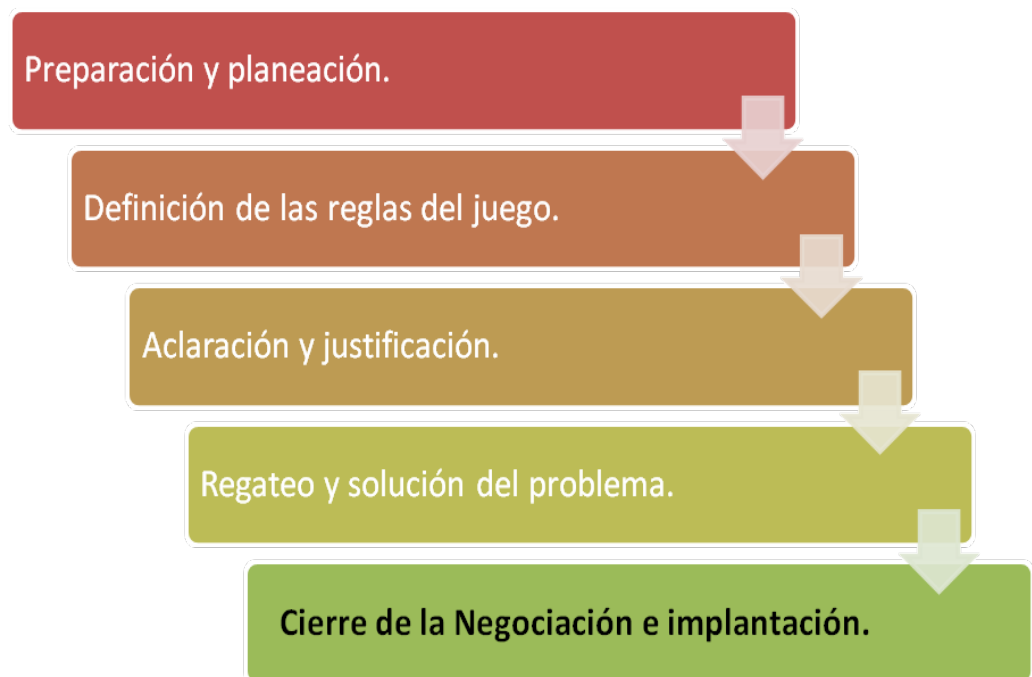 Preparación y planeación.
Definición de las reglas del juego.
Aclaración y justificación.
Regateo y solución del problema.
Cierre de la Negociación e implantación.